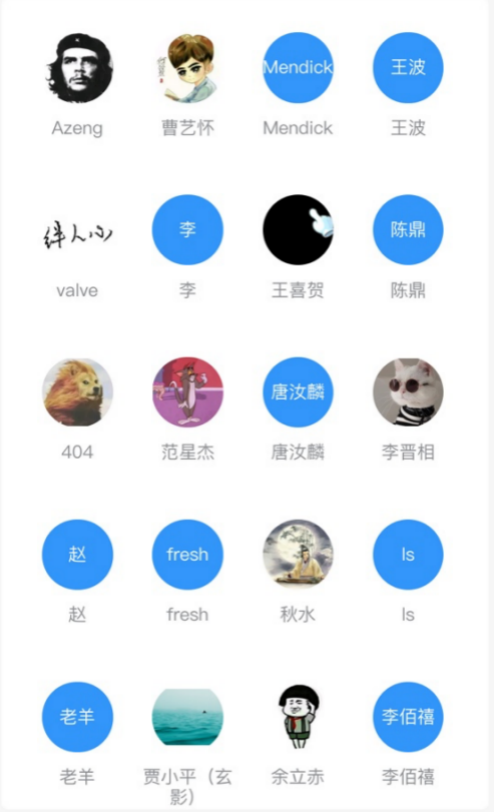 Mendick 王波
Azeng 曹艺怀 Mendick 王波
绊人心 李 陈鼎
valve 李 王喜贺 陈鼎
唐汝麟
404 范星杰 唐汝麟 李晋相
赵 fresh ls
赵 fresh 秋水 ls
老羊 李佰禧
老羊 贾小平（玄 余立赤 李佰禧
影）